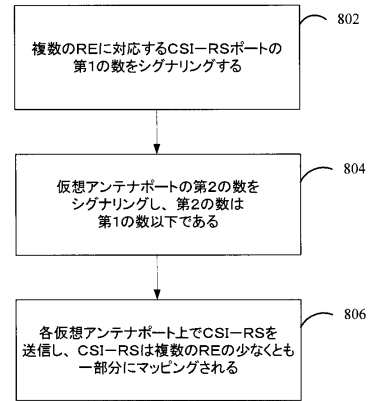 802
複数のREに対応するCSI-RSポートの
第1の数をシグナリングする
804
仮想アンテナポートの第2の数を
シグナリングし、第2の数は
第1の数以下である
806
各仮想アンテナポート上でCSI-RSを
送信し、CSI-RSは複数のREの少なくとも
一部分にマッピングされる